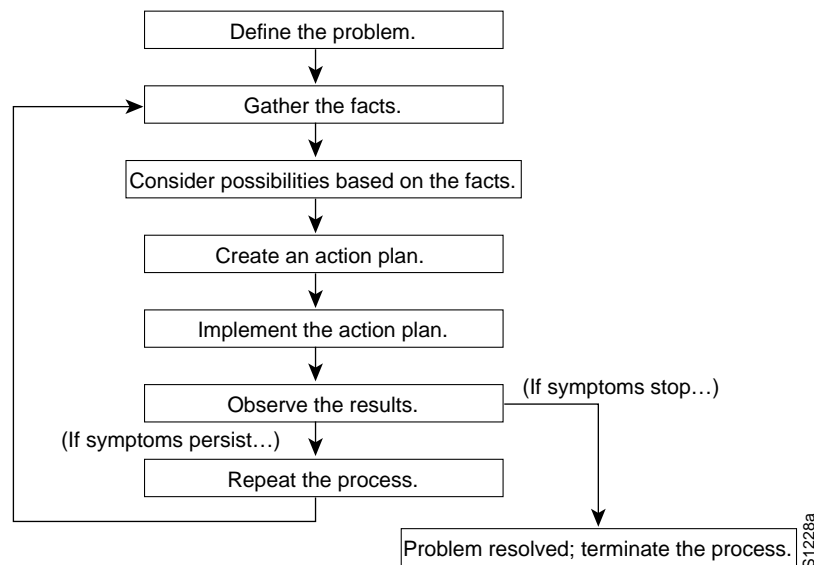 Define the problem.
Gather the facts.
Consider possibilities based on the facts.
Create an action plan.
Implement the action plan.
(If symptoms stop…)
Observe the results.
(If symptoms persist…)
Repeat the process.
Problem resolved; terminate the process.
S1228a